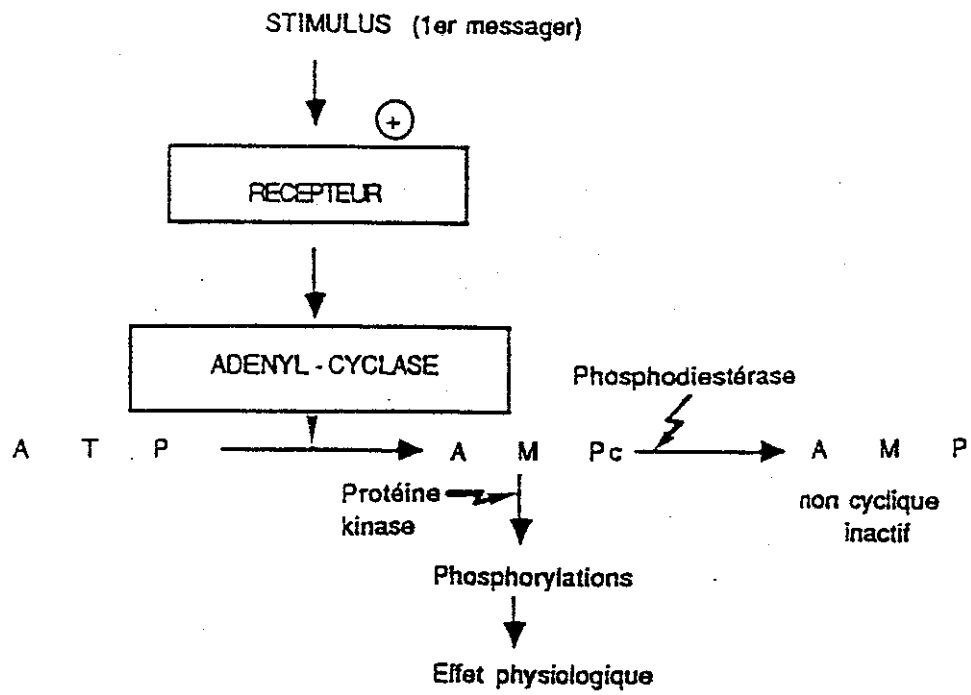 STIMULUS (1er messager)
+
RECEPTEUR
ADENYL - CYCLASE
Phosphodiestérase
A T P A M Pc A M P
Protéine
kinase
non cyclique
inactif
Phosphorylations
Effet physiologique